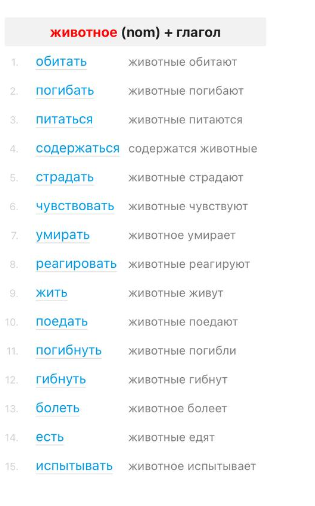 животное (nom) + глагол
1. обитать животные обитают
2. погибать животные погибают
3. питаться животные питаются
4. содержаться содержатся животные
5. страдать животные страдают
6. чувствовать животные чувствуют
7. умирать животное умирает
8. реагировать животные реагируют
9. жить животные живут
10. поедать животные поедают
11. погибнуть животные погибли
12. гибнуть животные гибнут
13. болеть животное болеет
14. есть животные едят
15. испытывать животное испытывает